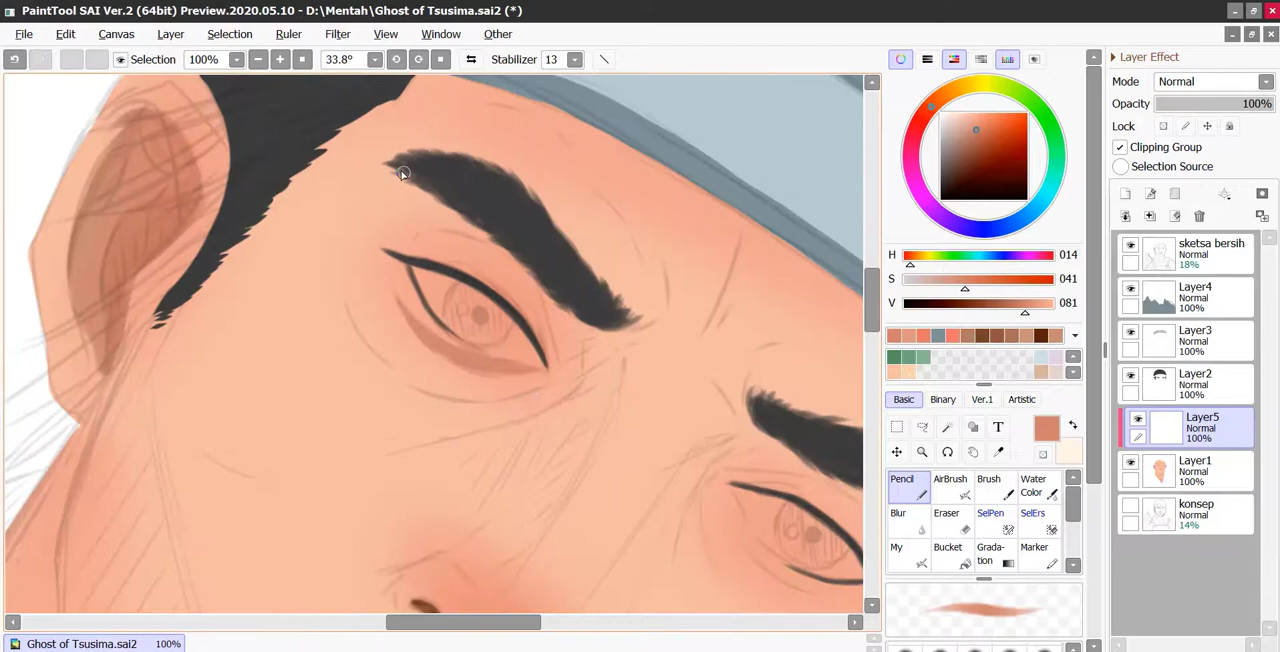 PaintTool SAI Ver.2 (64bit) Preview.2020.05.10 - D:\Mentah\Ghost of Tsusima.sai2 (*)
File Edit Canvas Layer Selection Ruler Filter View Window Other
Selection 100% 33.8° Stabilizer 13
Layer Effect
Mode Normal
Opacity 100%
Lock
Clipping Group
Selection Source
H 014
S 041
V 081
Basic Binary Ver.1 Artistic
T
Pencil AirBrush Brush Water Color
Blur Eraser SelPen SelErs
My Bucket Grada-tion Marker
sketsa bersih
Normal
18%
Layer4
Normal
100%
Layer3
Normal
100%
Layer2
Normal
100%
Layer5
Normal
100%
Layer1
Normal
100%
konsep
Normal
14%
Ghost of Tsusima.sai2 100%